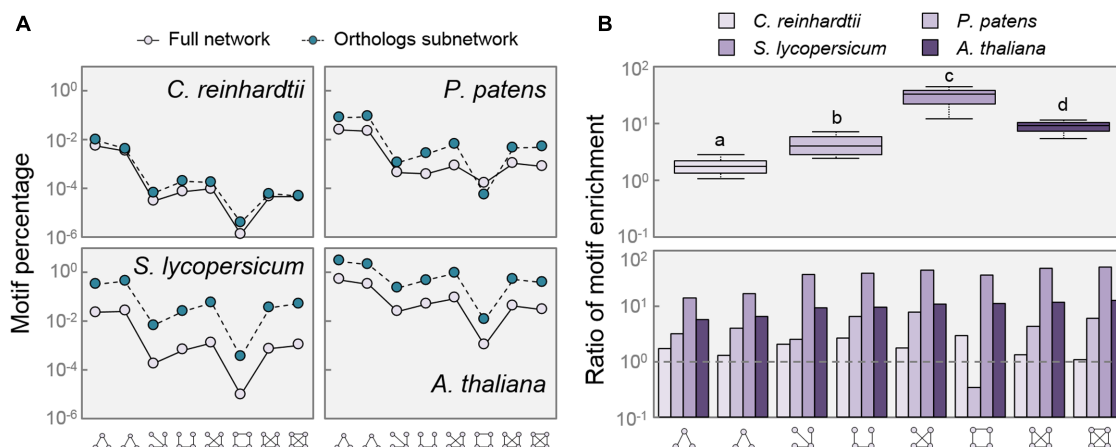 A
Full network
Orthologs subnetwork
Motif percentage
C. reinhardtii
P. patens
10^0
10^-2
10^-4
10^-6
S. lycopersicum
A. thaliana
10^0
10^-2
10^-4
10^-6
B
C. reinhardtii
P. patens
S. lycopersicum
A. thaliana
Ratio of motif enrichment
10^2
10^1
10^0
10^-1
a
b
c
d
10^2
10^1
10^0
10^-1